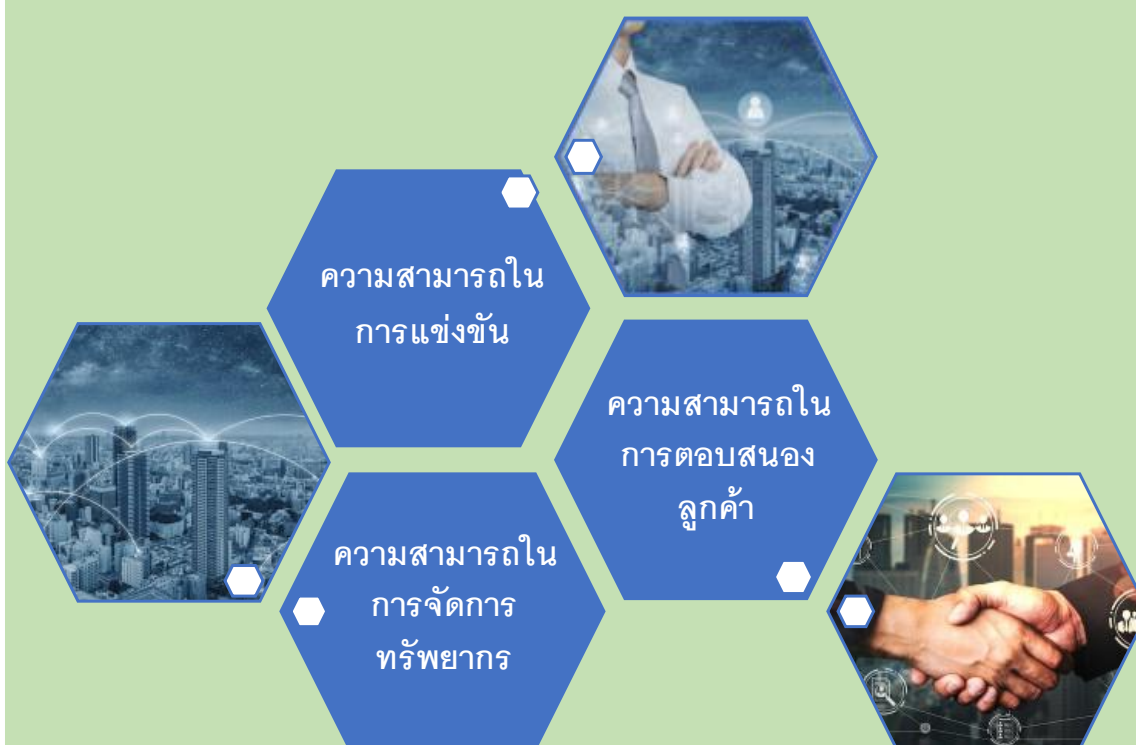 ความสามารถใน
การแข่งขัน
ความสามารถใน
การตอบสนอง
ลูกค้า
ความสามารถใน
การจัดการ
ทรัพยากร